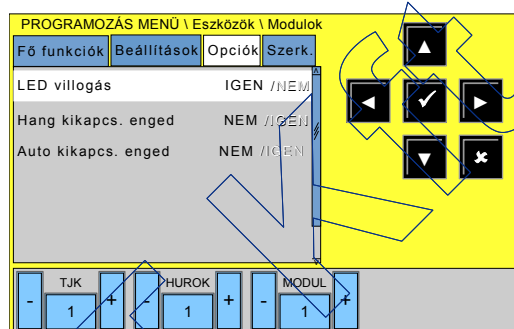 PROGRAMOZÁS MENÜ \ Eszközök \ Modulok
Fő funkciók Beállítások Opciók Szerk.
LED villogás IGEN /NEM
Hang kikapcs. enged NEM /IGEN
Auto kikapcs. enged NEM /IGEN
TJK HUROK MODUL
- 1 + - 1 + - 1 +